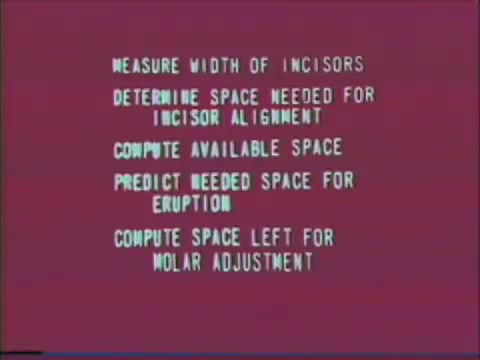 MEASURE WIDTH OF INCISORS
DETERMINE SPACE NEEDED FOR
INCISOR ALIGNMENT
COMPUTE AVAILABLE SPACE
PREDICT NEEDED SPACE FOR
ERUPTION
COMPUTE SPACE LEFT FOR
MOLAR ADJUSTMENT